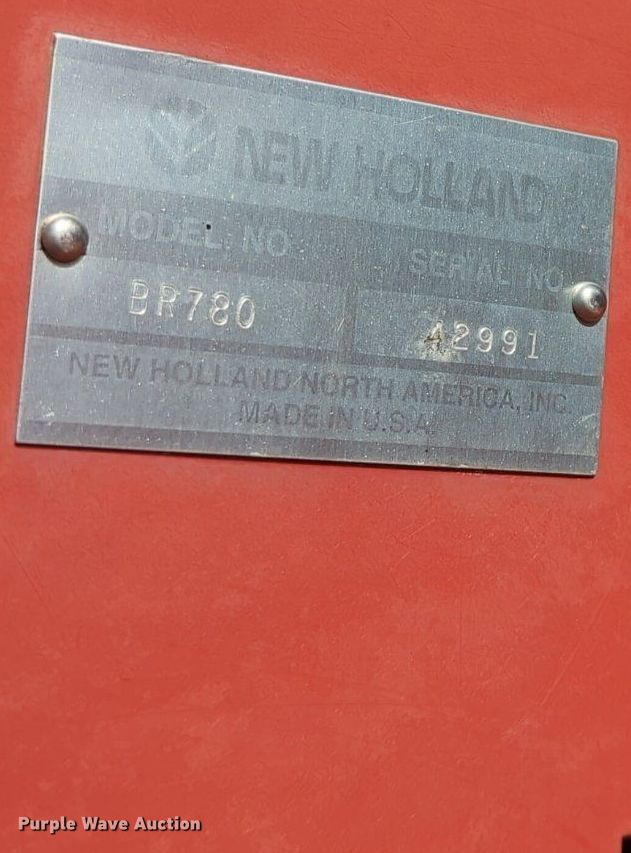 NEW HOLLAND
MODEL NO
SERIAL NO.
BR780
42991
NEW HOLLAND NORTH AMERICA, INC.
MADE IN U.S.A.
Purple Wave Auction